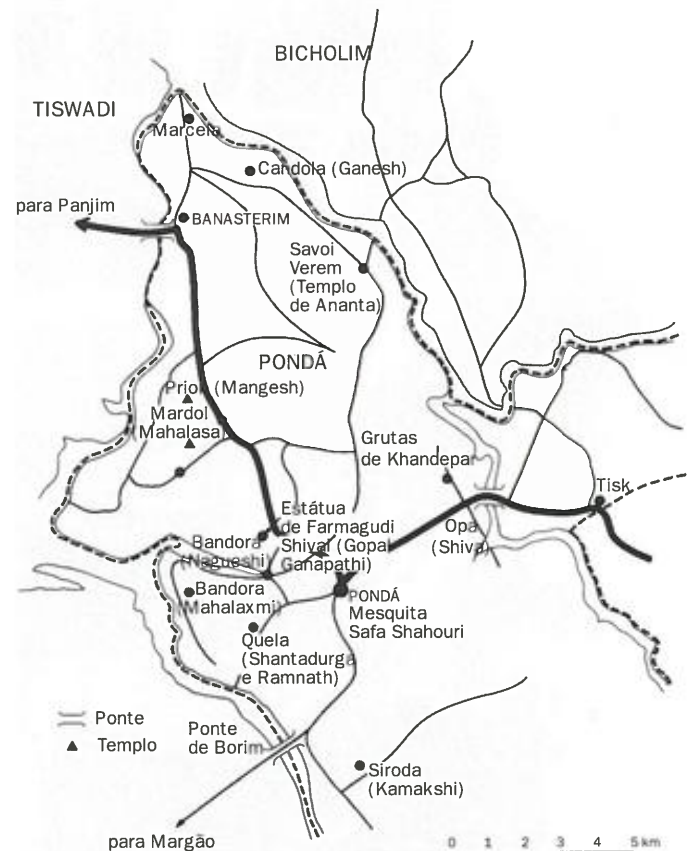 BICHOLIM
TISWADI
Marcela
Candola (Ganesh)
para Panjim
BANASTERIM
Savoi
Verem
(Templo
de Ananta)
PONDÁ
Priol (Mangesh)
Mardol
Mahalasa
Grutas
de Khandepar
Tisk
Estátua
de Farmagudi
Shivaí (Gopal
Ganapathi)
Opa
(Shiva)
Bandora
(Nagueshi)
Bandora
(Mahalaxmi)
PONDÁ
Mesquita
Safa Shahouri
Quela
(Shantadurga
e Ramnath)
Ponte
Templo
Ponte
de Borim
Siroda
(Kamakshi)
para Margão
0 1 2 3 4 5 km